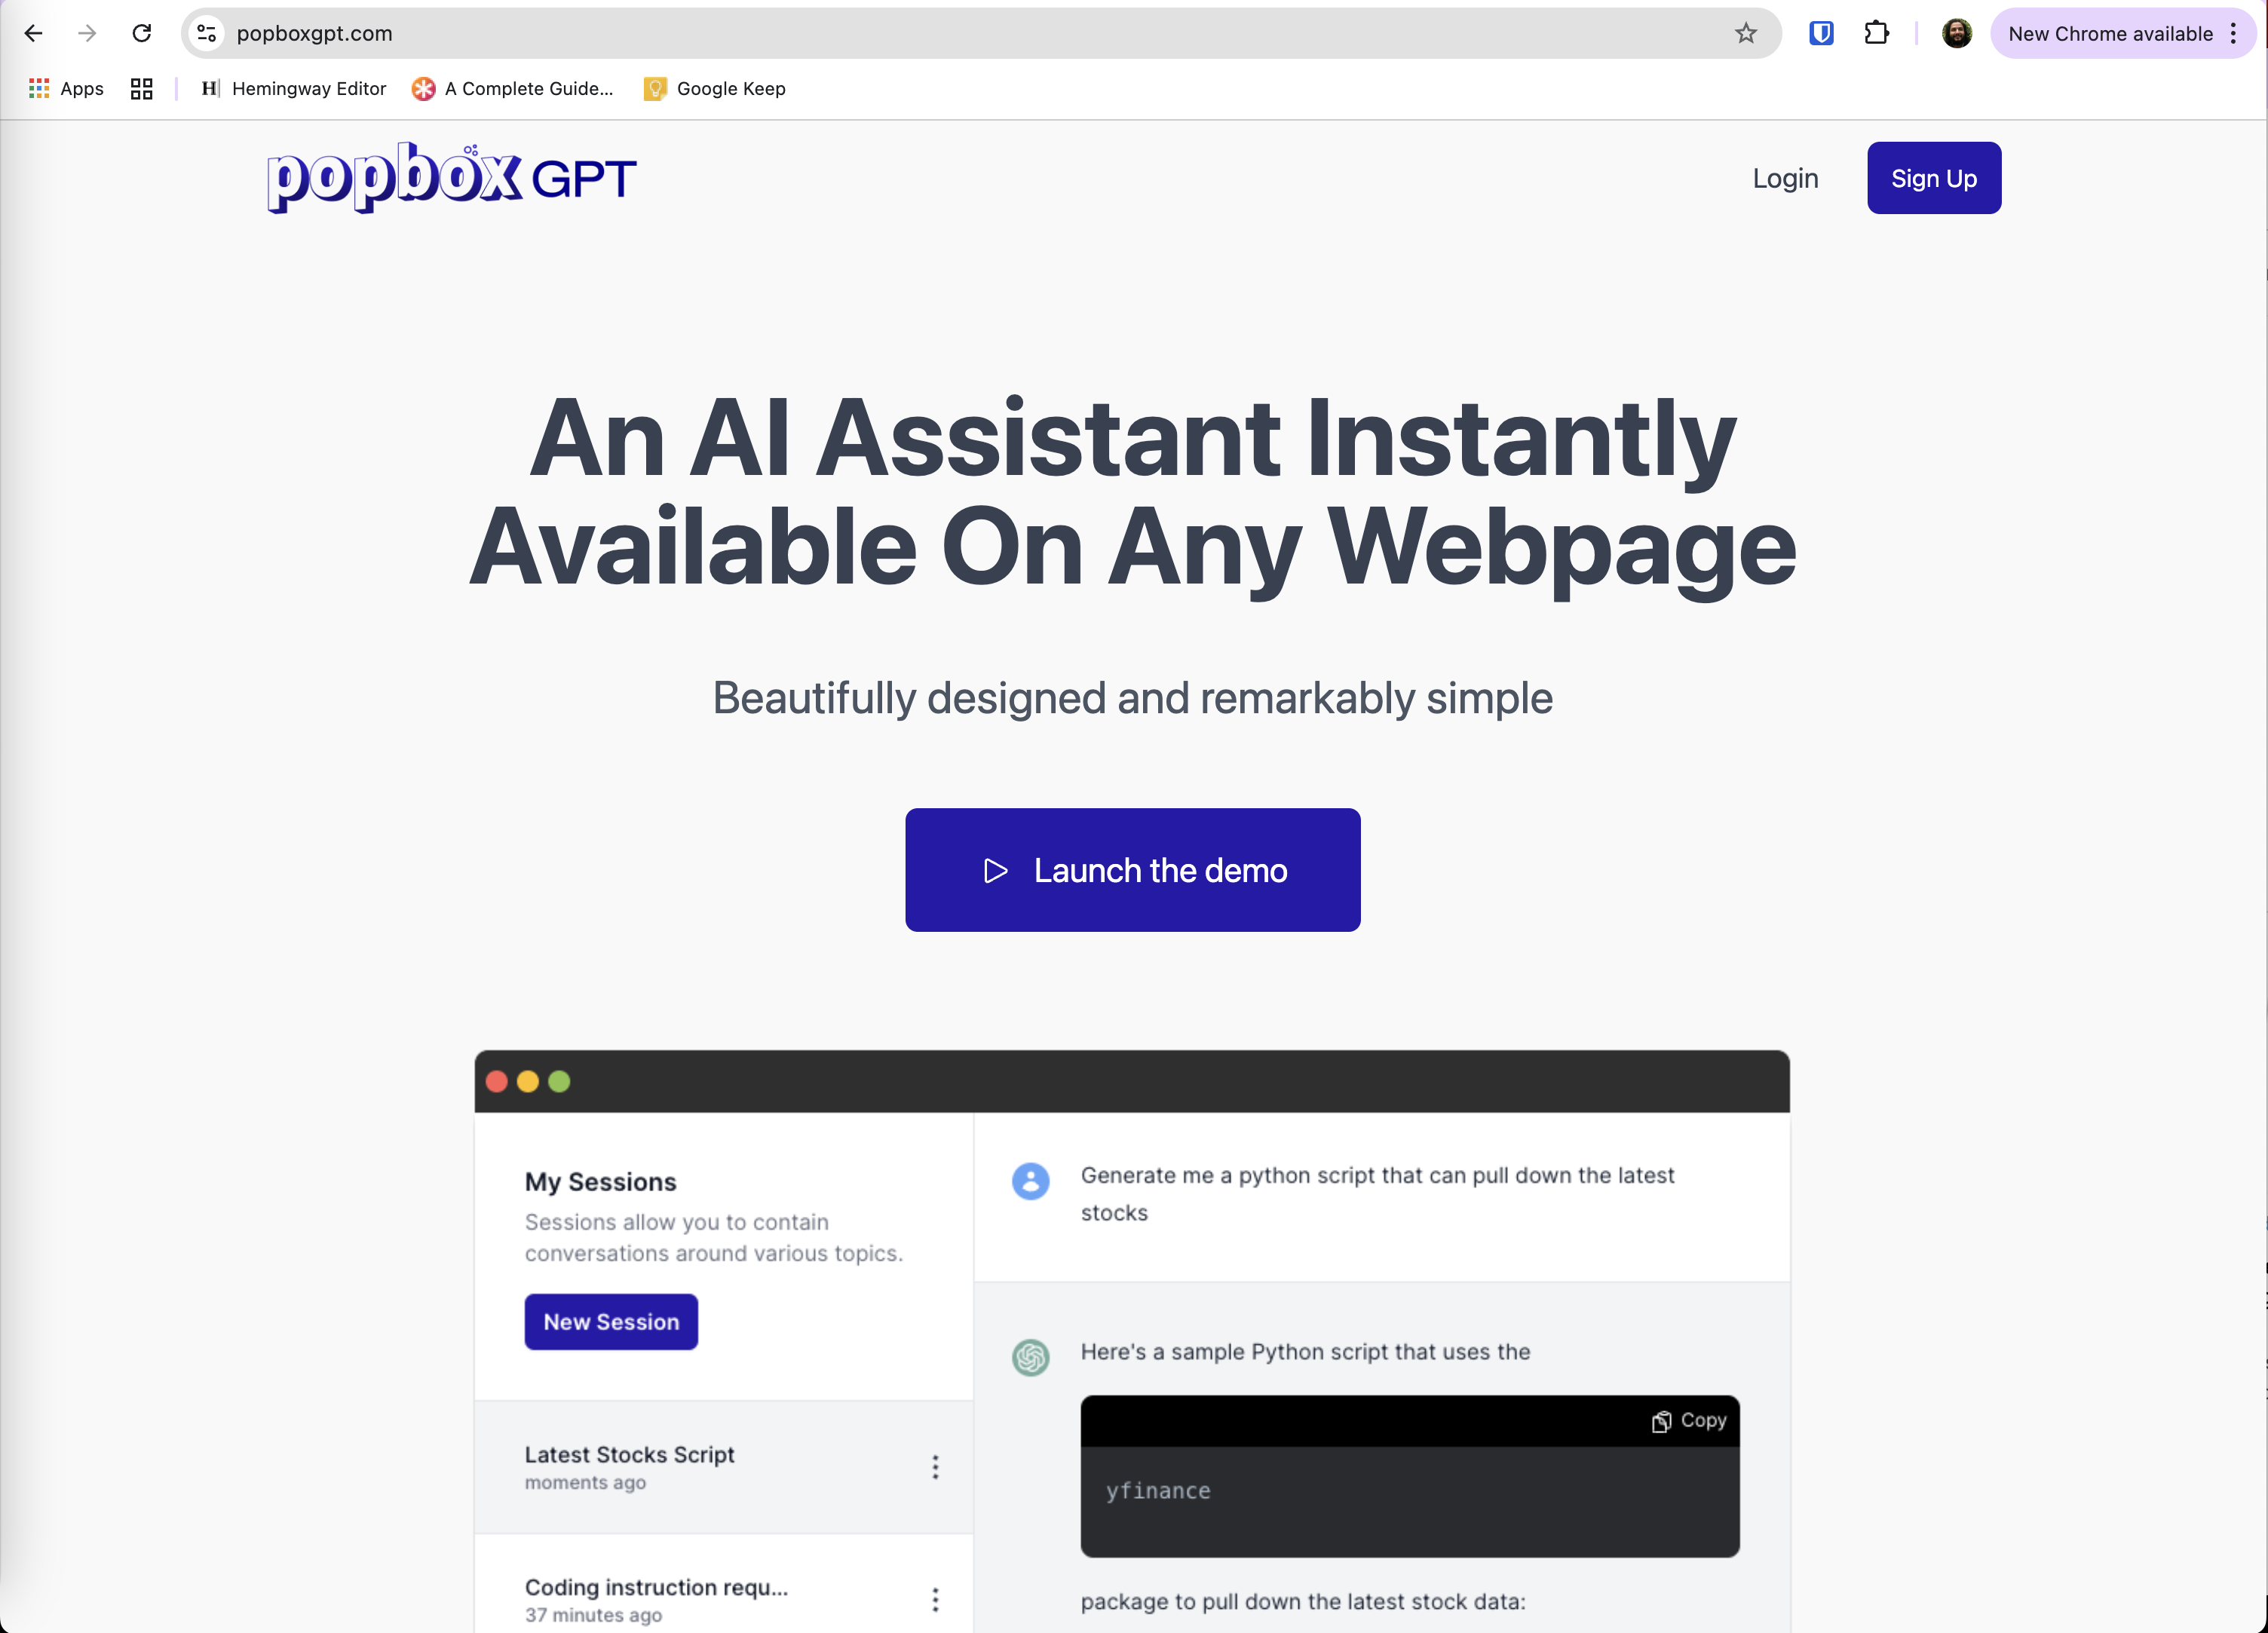 popboxgpt.com
New Chrome available
Apps
Hemingway Editor
A Complete Guide...
Google Keep
popbox GPT
Login
Sign Up
An AI Assistant Instantly
Available On Any Webpage
Beautifully designed and remarkably simple
Launch the demo
My Sessions
Sessions allow you to contain
conversations around various topics.
New Session
Latest Stocks Script
moments ago
Coding instruction requ...
37 minutes ago
Generate me a python script that can pull down the latest
stocks
Here's a sample Python script that uses the
Copy
yfinance
package to pull down the latest stock data: